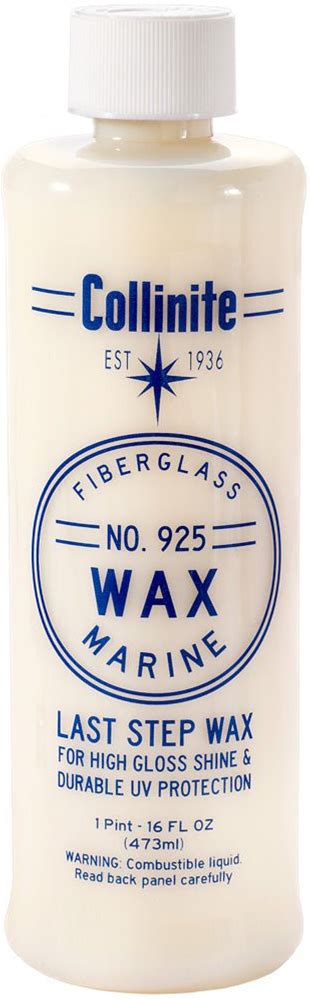 Collinite
EST 1936
FIBERGLASS
NO. 925
WAX
MARINE
LAST STEP WAX
FOR HIGH GLOSS SHINE &
DURABLE UV PROTECTION
1 Pint - 16 FL OZ
(473ml)
WARNING: Combustible liquid.
Read back panel carefully